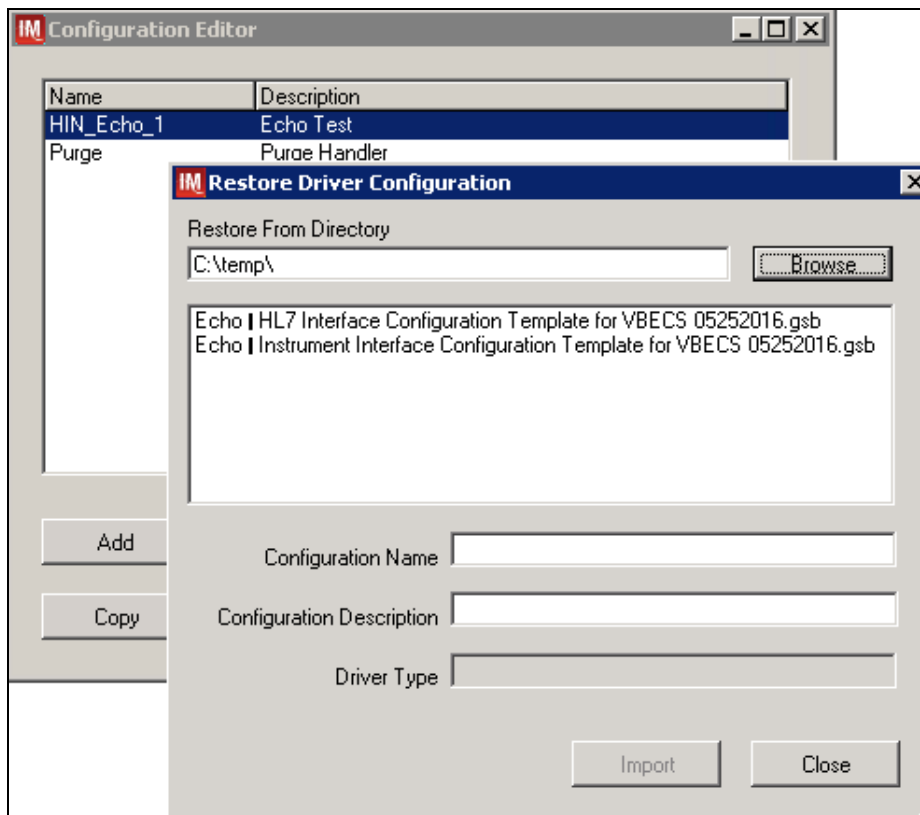 IM Configuration Editor
Name Description
HIN_Echo_1 Echo Test
Purge Purge Handler
IM Restore Driver Configuration
Restore From Directory
C:\temp\ Browse
Echo I HL7 Interface Configuration Template for VBECS 05252016.gsb
Echo I Instrument Interface Configuration Template for VBECS 05252016.gsb
Add
Configuration Name
Copy
Configuration Description
Driver Type
Import Close